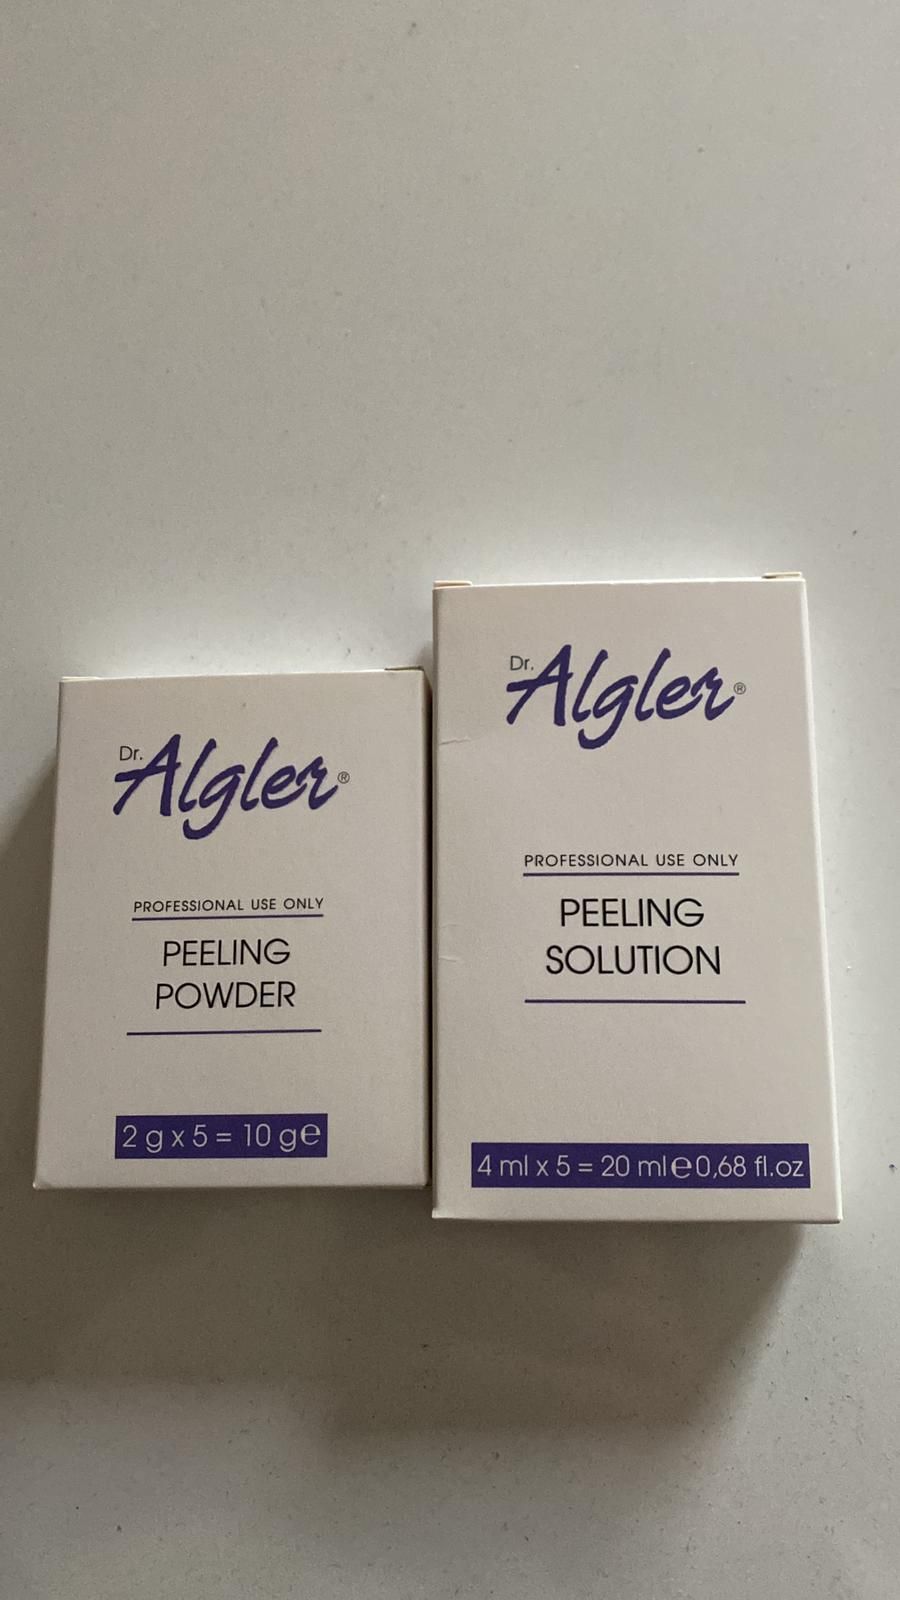 Dr. Algler®
PROFESSIONAL USE ONLY
PEELING
POWDER
2 g x 5 = 10 g℮
Dr. Algler®
PROFESSIONAL USE ONLY
PEELING
SOLUTION
4 ml x 5 = 20 ml℮0,68 fl.oz